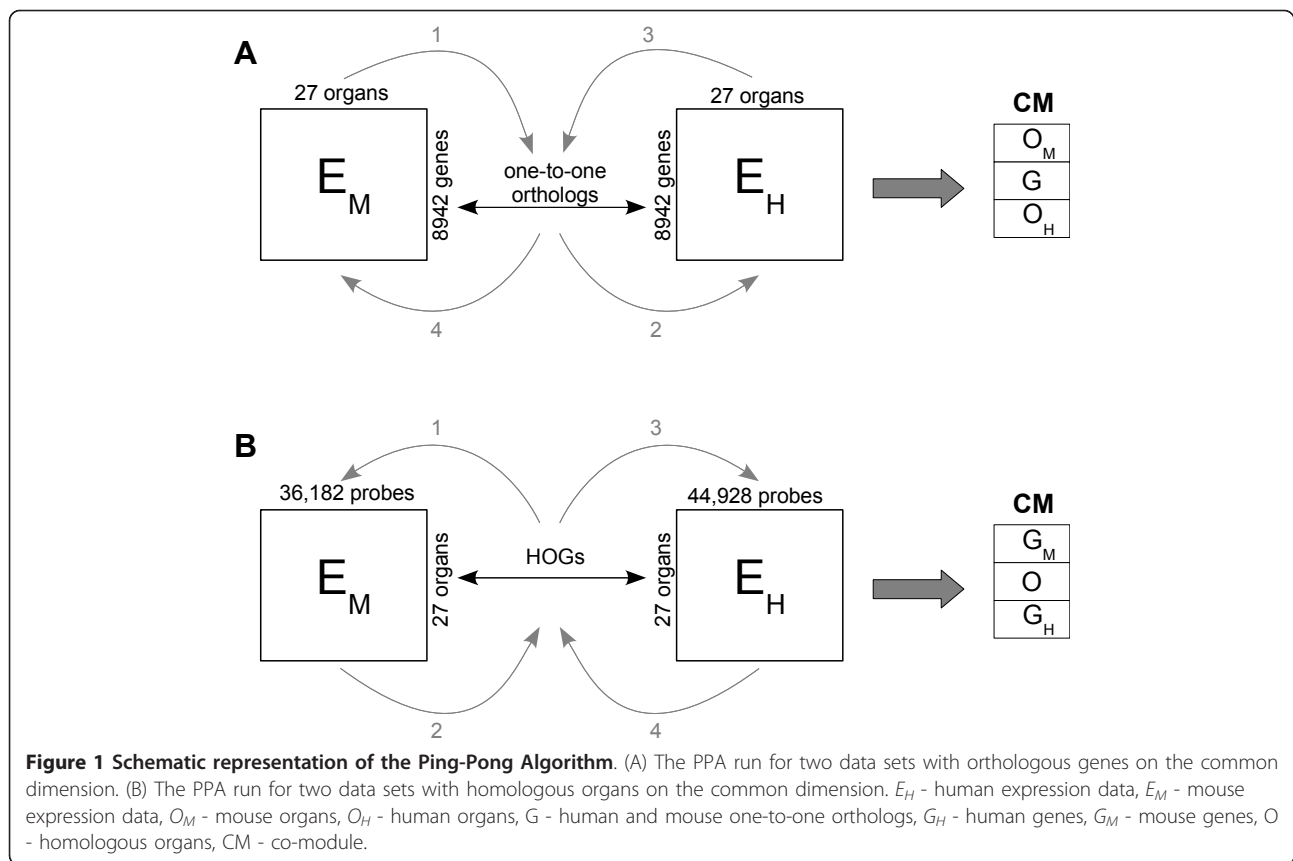 A
1
3
27 organs
27 organs
CM
E_M
8942 genes
one-to-one
orthologs
8942 genes
E_H
O_M
G
O_H
4
2
B
1
3
36,182 probes
44,928 probes
CM
E_M
27 organs
HOGs
27 organs
E_H
G_M
O
G_H
2
4
Figure 1 Schematic representation of the Ping-Pong Algorithm. (A) The PPA run for two data sets with orthologous genes on the common
dimension. (B) The PPA run for two data sets with homologous organs on the common dimension. E_H - human expression data, E_M - mouse
expression data, O_M - mouse organs, O_H - human organs, G - human and mouse one-to-one orthologs, G_H - human genes, G_M - mouse genes, O
- homologous organs, CM - co-module.